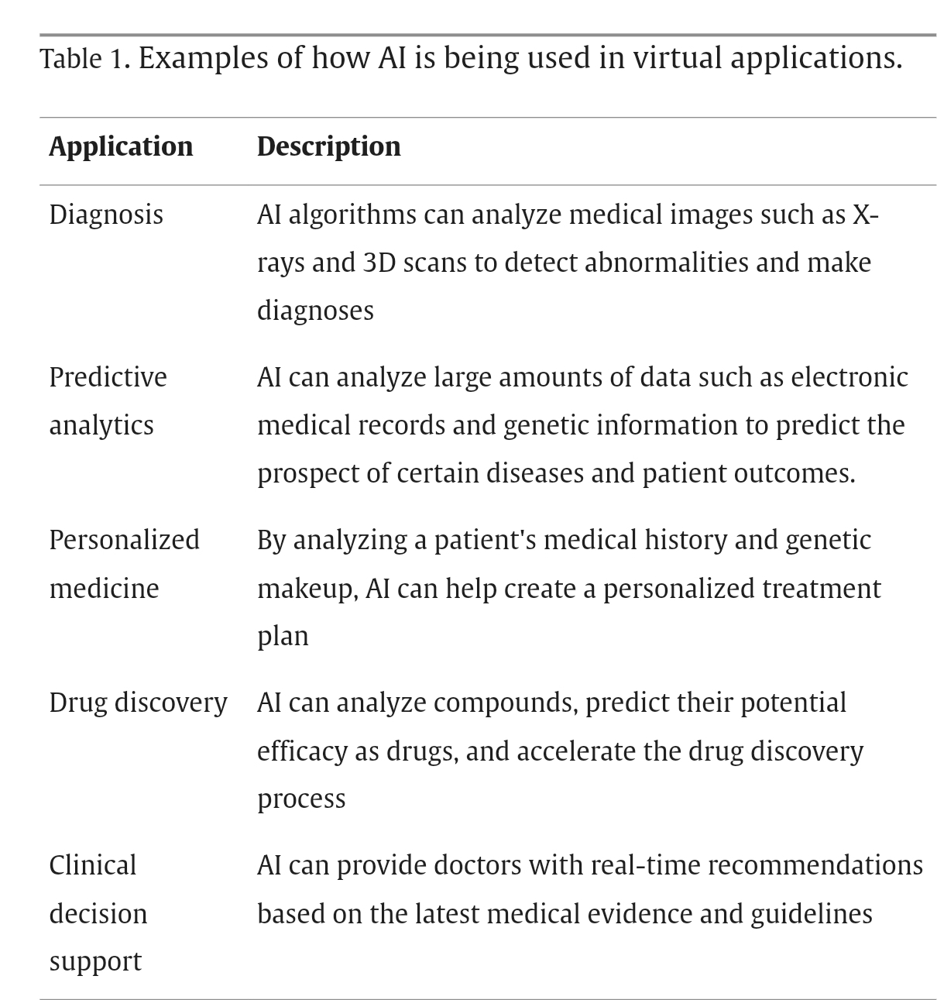 Table 1. Examples of how AI is being used in virtual applications.
Application Description
Diagnosis AI algorithms can analyze medical images such as X-
rays and 3D scans to detect abnormalities and make
diagnoses
Predictive AI can analyze large amounts of data such as electronic
analytics medical records and genetic information to predict the
prospect of certain diseases and patient outcomes.
Personalized By analyzing a patient's medical history and genetic
medicine makeup, AI can help create a personalized treatment
plan
Drug discovery AI can analyze compounds, predict their potential
efficacy as drugs, and accelerate the drug discovery
process
Clinical AI can provide doctors with real-time recommendations
decision based on the latest medical evidence and guidelines
support